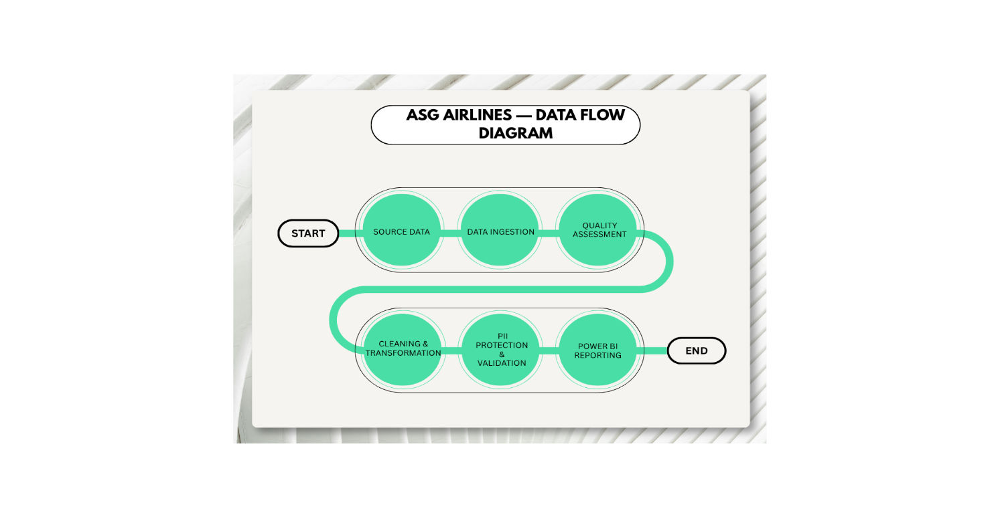 ASG AIRLINES — DATA FLOW
DIAGRAM
START
SOURCE DATA
DATA INGESTION
QUALITY
ASSESSMENT
CLEANING &
TRANSFORMATION
PII
PROTECTION
&
VALIDATION
POWER BI
REPORTING
END